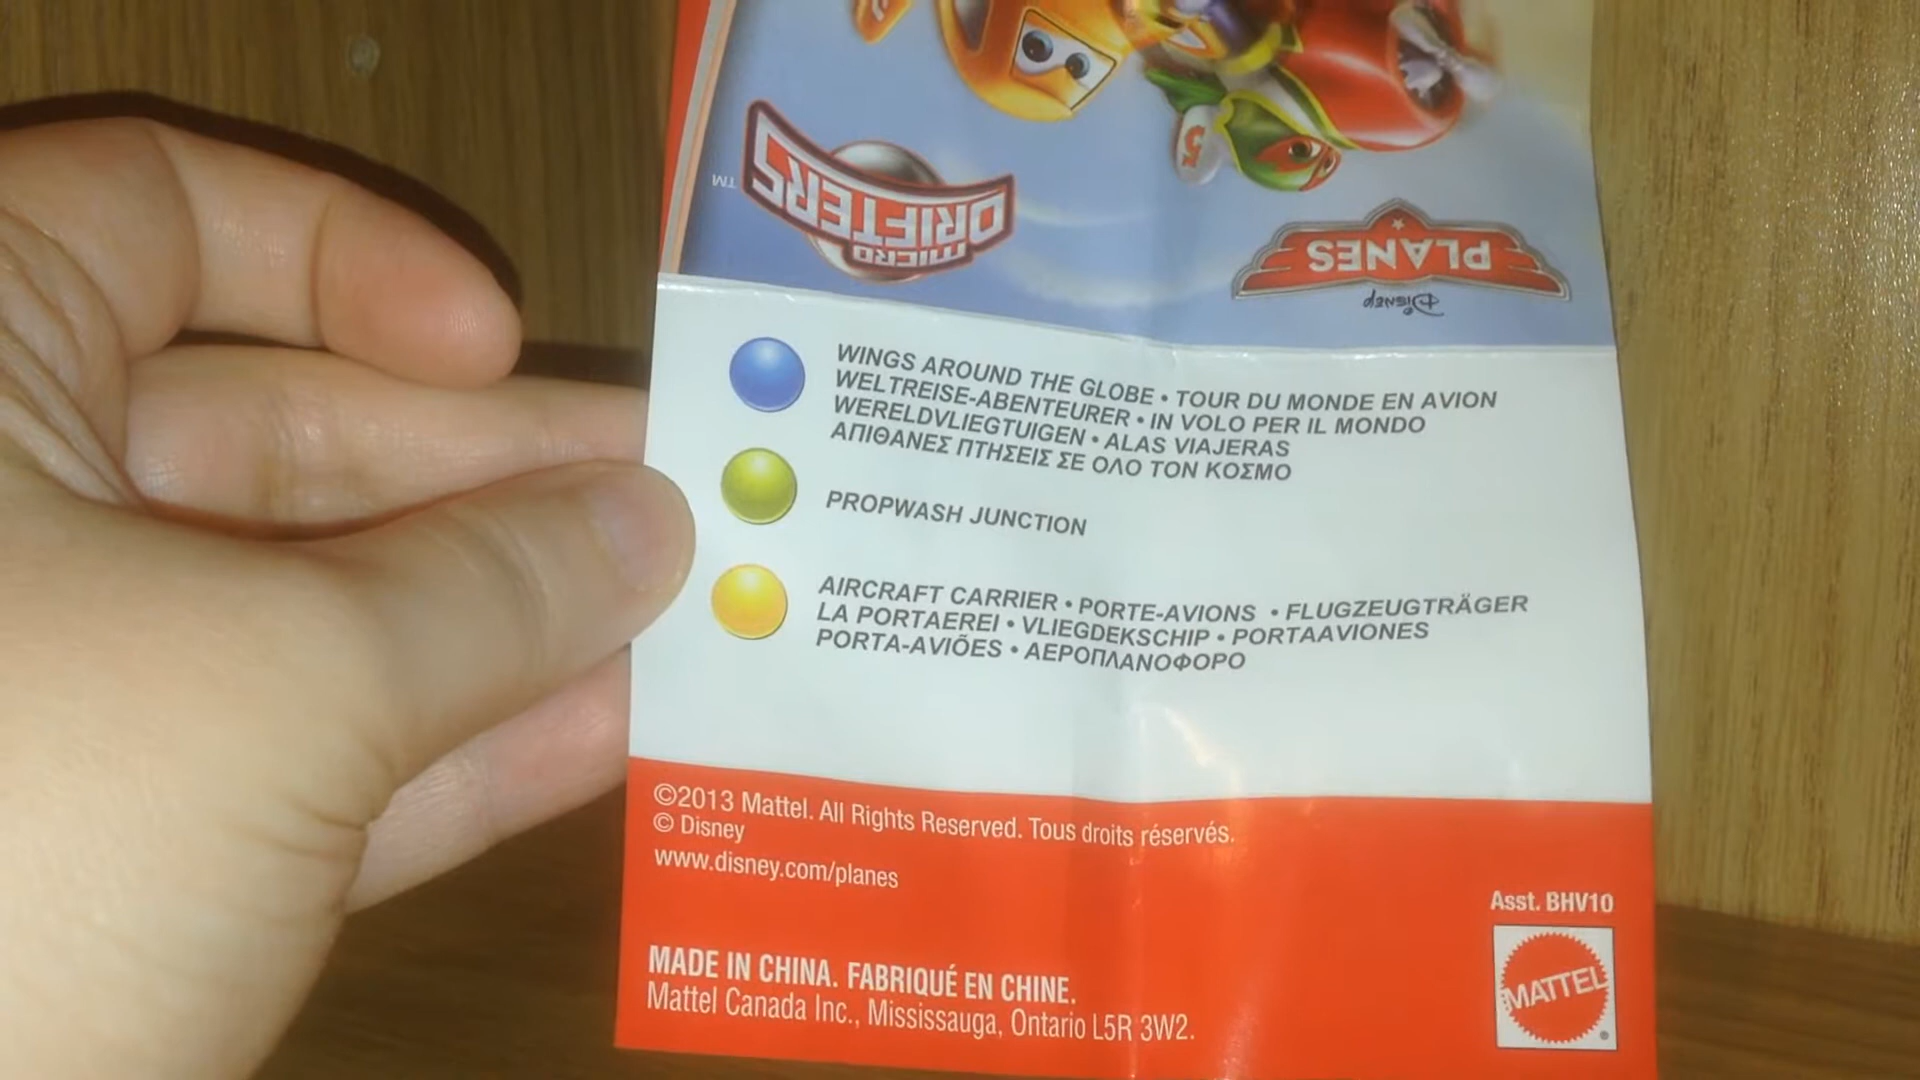 MICRO
DRIFTERS
TM
5
Disney
PLANES
WINGS AROUND THE GLOBE • TOUR DU MONDE EN AVION
WELTREISE-ABENTEURER • IN VOLO PER IL MONDO
WERELDVLIEGTUIGEN • ALAS VIAJERAS
ΑΠΙΘΑΝΕΣ ΠΤΗΣΕΙΣ ΣΕ ΟΛΟ ΤΟΝ ΚΟΣΜΟ
PROPWASH JUNCTION
AIRCRAFT CARRIER • PORTE-AVIONS • FLUGZEUGTRÄGER
LA PORTAEREI • VLIEGDEKSCHIP • PORTAAVIONES
PORTA-AVIÕES • ΑΕΡΟΠΛΑΝΟΦΟΡΟ
©2013 Mattel. All Rights Reserved. Tous droits réservés.
© Disney
www.disney.com/planes
Asst. BHV10
MADE IN CHINA. FABRIQUÉ EN CHINE.
Mattel Canada Inc., Mississauga, Ontario L5R 3W2.
MATTEL
®